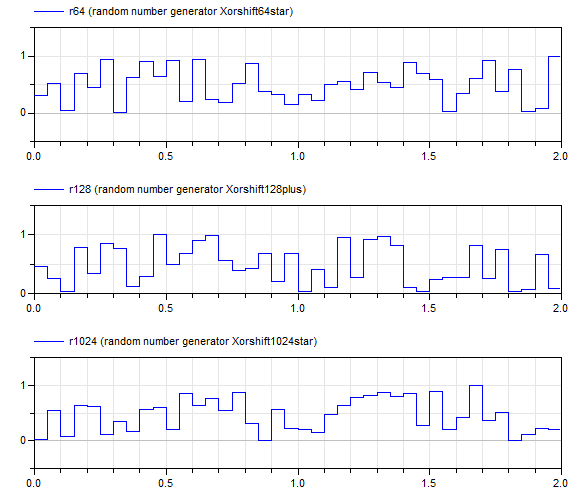 r64 (random number generator Xorshift64star)
1
0
0.0 0.5 1.0 1.5 2.0
r128 (random number generator Xorshift128plus)
1
0
0.0 0.5 1.0 1.5 2.0
r1024 (random number generator Xorshift1024star)
1
0
0.0 0.5 1.0 1.5 2.0